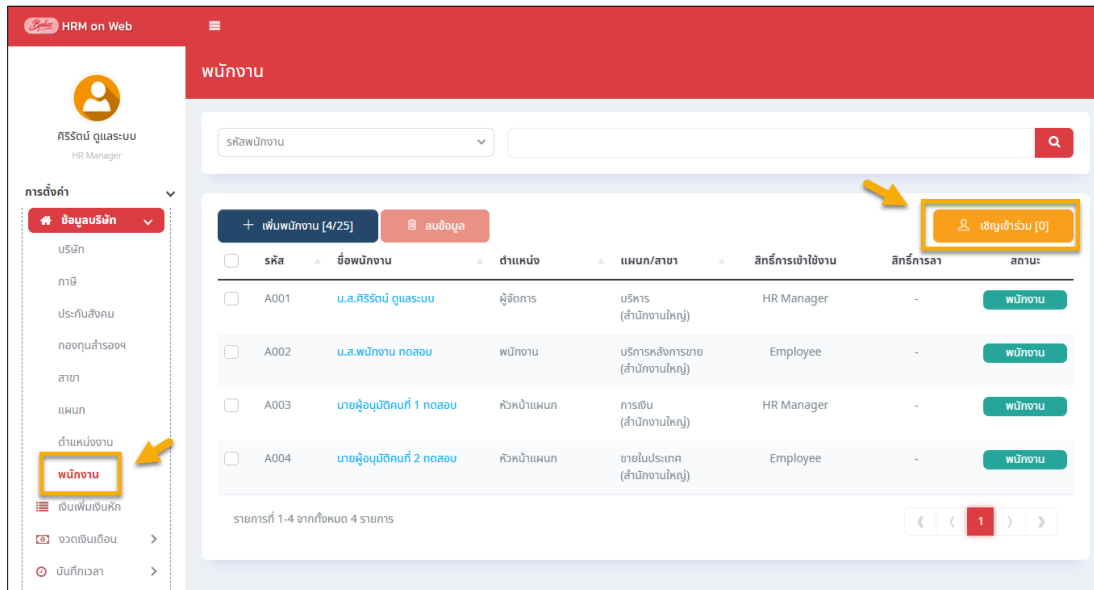 Byplus HRM on Web
พนักงาน
ศิริรัตน์ ดูแลระบบ
HR Manager
รหัสพนักงาน
การตั้งค่า
ข้อมูลบริษัท
บริษัท
ภาษี
ประกันสังคม
กองทุนสำรองฯ
สาขา
แผนก
ตำแหน่งงาน
พนักงาน
เงินเพิ่มเงินหัก
งวดเงินเดือน
บันทึกเวลา
+ เพิ่มพนักงาน [4/25] ลบข้อมูล เชิญเข้าร่วม [0]
รหัส ชื่อพนักงาน ตำแหน่ง แผนก/สาขา สิทธิ์การเข้าใช้งาน สิทธิ์การลา สถานะ
A001 น.ส.ศิริรัตน์ ดูแลระบบ ผู้จัดการ บริหาร HR Manager - พนักงาน
(สำนักงานใหญ่)
A002 น.ส.พนักงาน ทดสอบ พนักงาน บริการหลังการขาย Employee - พนักงาน
(สำนักงานใหญ่)
A003 นายผู้อนุมัติคนที่ 1 ทดสอบ หัวหน้าแผนก การเงิน HR Manager - พนักงาน
(สำนักงานใหญ่)
A004 นายผู้อนุมัติคนที่ 2 ทดสอบ หัวหน้าแผนก ขายในประเทศ Employee - พนักงาน
(สำนักงานใหญ่)
รายการที่ 1-4 จากทั้งหมด 4 รายการ
1